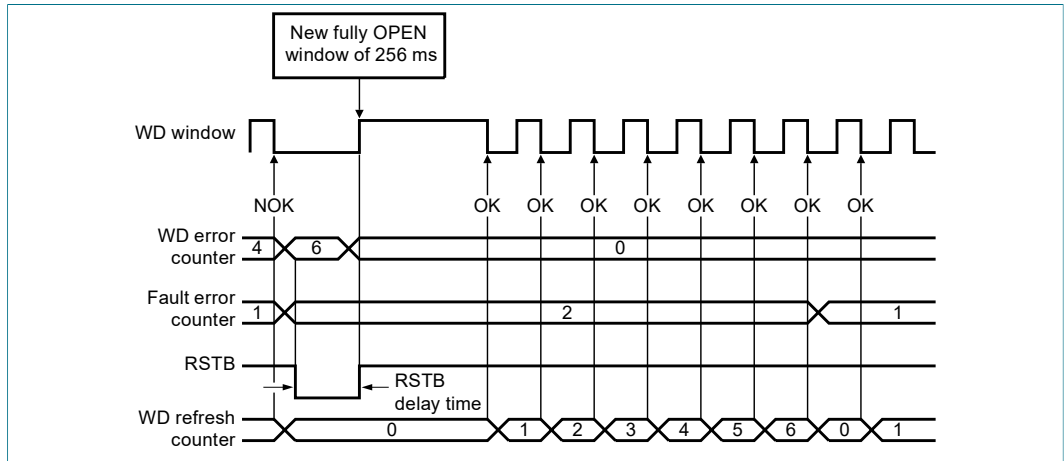 New fully OPEN
window of 256 ms
WD window
NOK OK OK OK OK OK OK OK OK
WD error
counter
4 6 0
Fault error
counter
1 2 1
RSTB
RSTB
delay time
WD refresh
counter
0 1 2 3 4 5 6 0 1